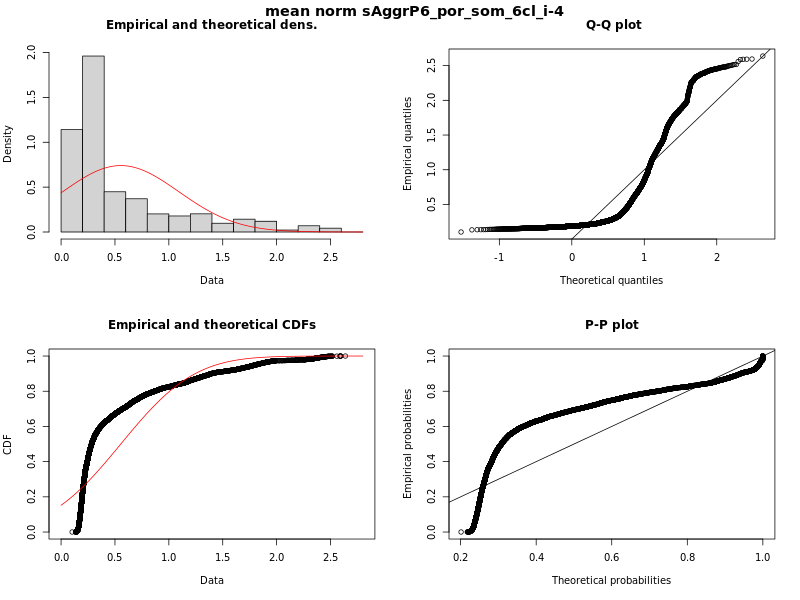 mean norm sAggrP6_por_som_6cl_i-4
Empirical and theoretical dens.
Density
0.0 0.5 1.0 1.5 2.0
0.0 0.5 1.0 1.5 2.0 2.5
Data
Q-Q plot
Empirical quantiles
0.5 1.0 1.5 2.0 2.5
-1 0 1 2
Theoretical quantiles
Empirical and theoretical CDFs
CDF
0.0 0.2 0.4 0.6 0.8 1.0
0.0 0.5 1.0 1.5 2.0 2.5
Data
P-P plot
Empirical probabilities
0.0 0.2 0.4 0.6 0.8 1.0
0.2 0.4 0.6 0.8 1.0
Theoretical probabilities